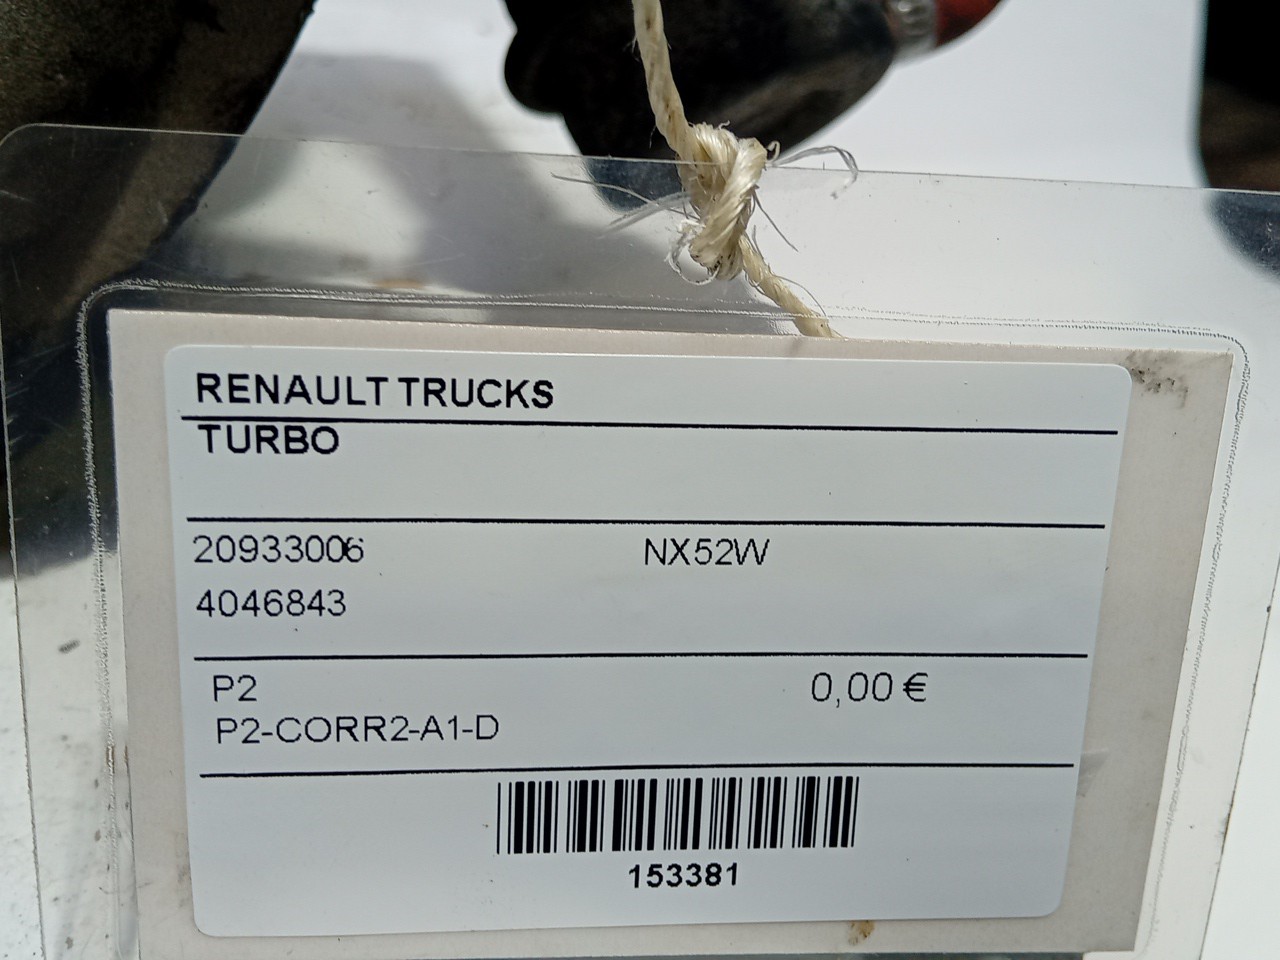 RENAULT TRUCKS
TURBO
20933006 NX52W
4046843
P2 0,00 €
P2-CORR2-A1-D
153381